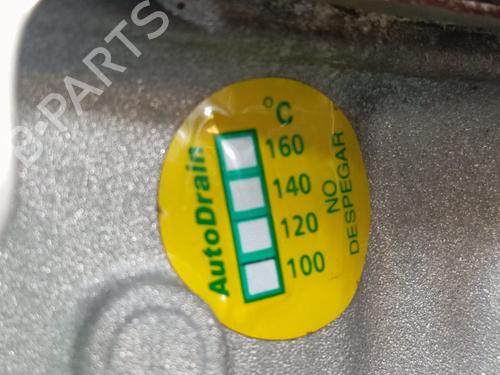 B-PARTS
°C
160
140
120
100
AutoDrain
NO
DESPEGAR